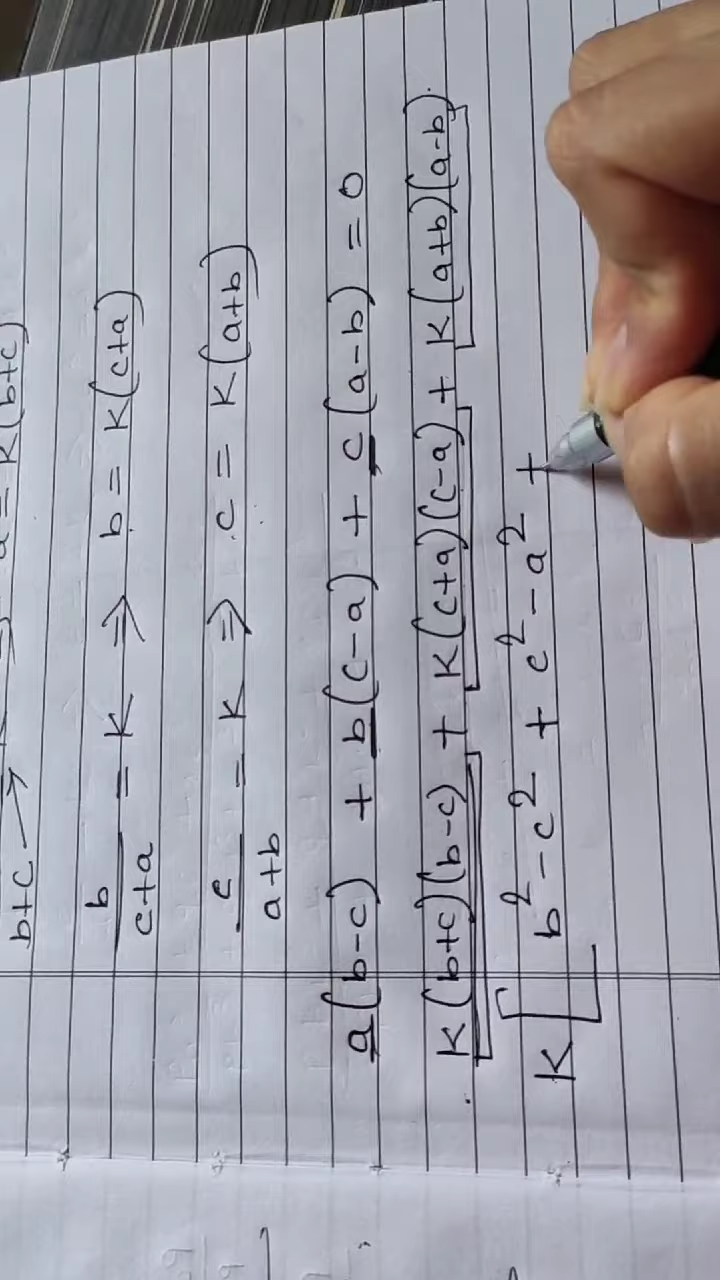 b+c → a = K(b+c)
b/c+a = K ⇒ b = K(c+a)
c/a+b = K ⇒ c = K(a+b)
a(b-c) + b(c-a) + c(a-b) = 0
K(b+c)(b-c) + K(c+a)(c-a) + K(a+b)(a-b).
K[ b² - c² + c² - a² +